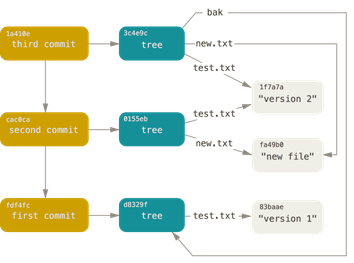 bak
1a410e
third commit
3c4e9c
tree
new.txt
test.txt
1f7a7a
"version 2"
cac0ca
second commit
0155eb
tree
test.txt
new.txt
fa49b0
"new file"
fdf4fc
first commit
d8329f
tree
test.txt
83baae
"version 1"